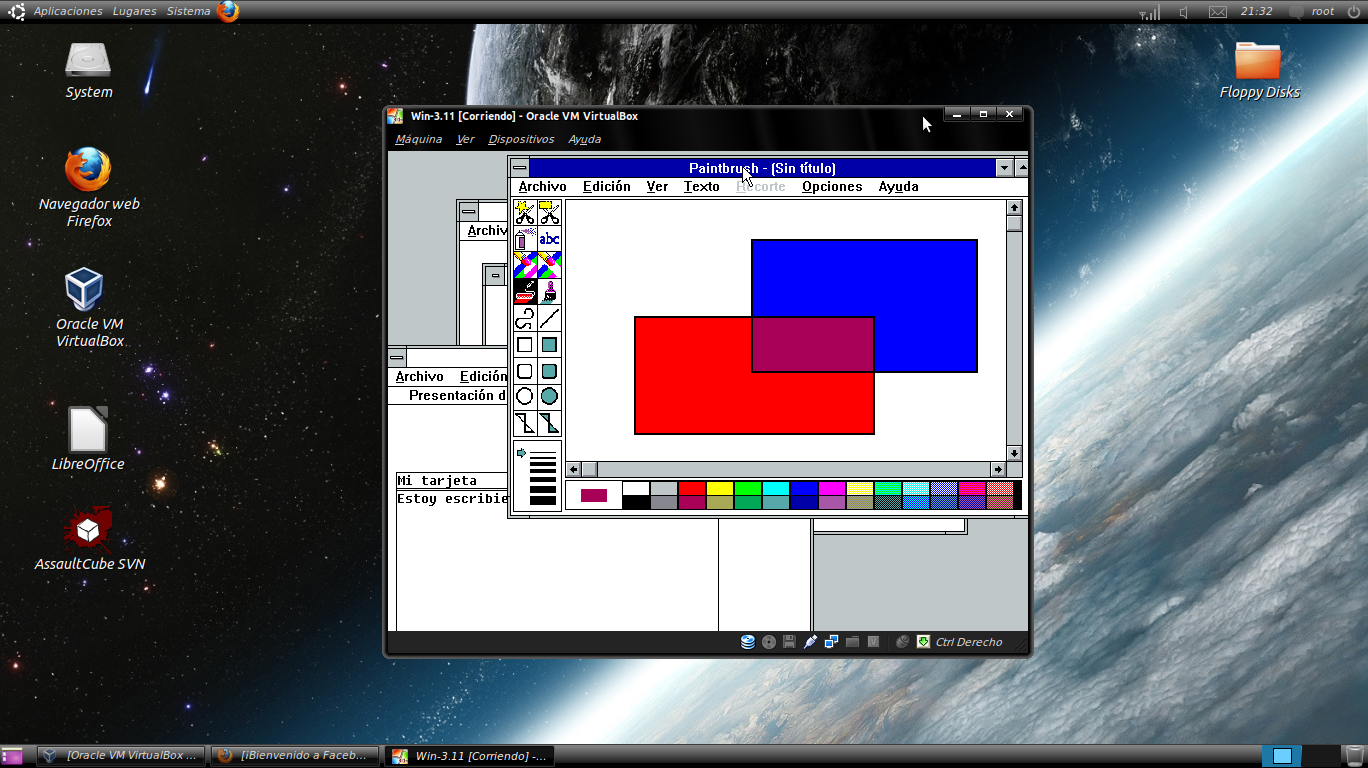 Aplicaciones Lugares Sistema
21:32 root
System
Navegador web
Firefox
Oracle VM
VirtualBox
LibreOffice
AssaultCube SVN
Floppy Disks
Win-3.11 [Corriendo] - Oracle VM VirtualBox
Máquina Ver Dispositivos Ayuda
Paintbrush - (Sin título)
Archivo Edición Ver Texto Recorte Opciones Ayuda
abc
Archiv
Archivo Edición
Presentación d
Mi tarjeta
Estoy escribie
Ctrl Derecho
[Oracle VM VirtualBox ...
[¡Bienvenido a Faceb...
Win-3.11 [Corriendo] -...